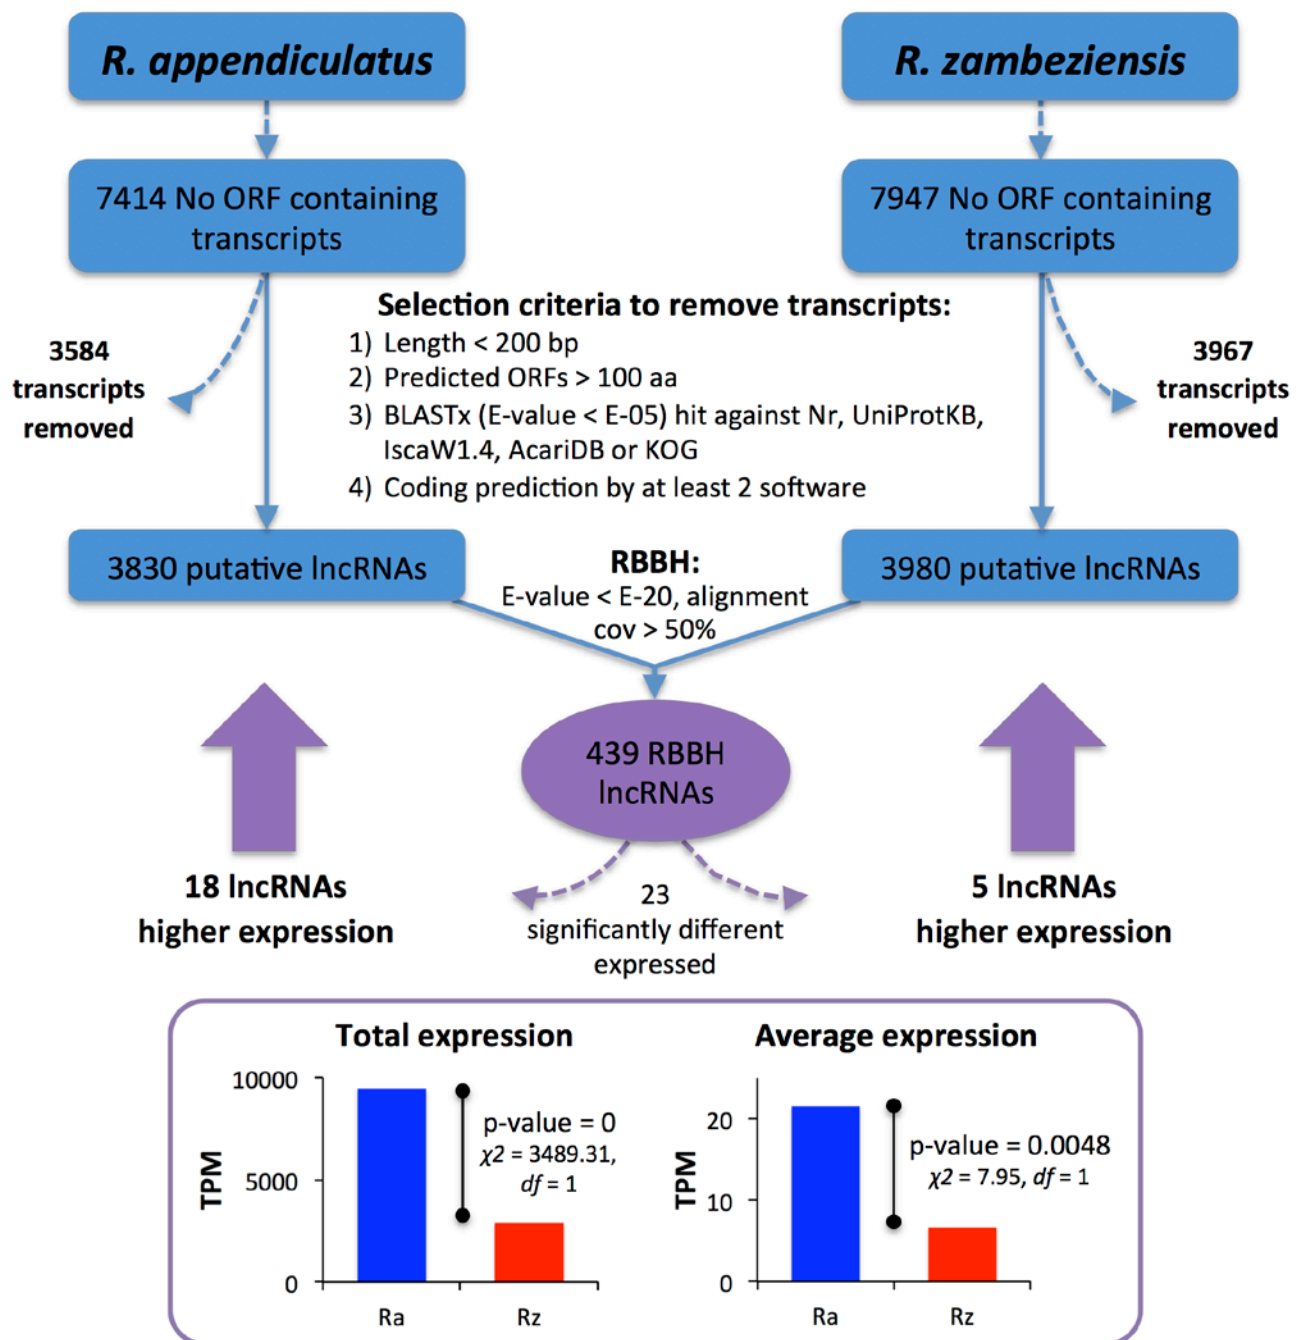 R. appendiculatus
R. zambeziensis
7414 No ORF containing
transcripts
7947 No ORF containing
transcripts
3584
transcripts
removed
Selection criteria to remove transcripts:
1) Length < 200 bp
2) Predicted ORFs > 100 aa
3) BLASTx (E-value < E-05) hit against Nr, UniProtKB,
IscaW1.4, AcariDB or KOG
4) Coding prediction by at least 2 software
3967
transcripts
removed
3830 putative lncRNAs
RBBH:
E-value < E-20, alignment
cov > 50%
3980 putative lncRNAs
439 RBBH
lncRNAs
18 lncRNAs
higher expression
23
significantly different
expressed
5 lncRNAs
higher expression
Total expression
TPM
10000
5000
0
p-value = 0
χ2 = 3489.31,
df = 1
Ra
Rz
Average expression
TPM
20
10
0
p-value = 0.0048
χ2 = 7.95, df = 1
Ra
Rz